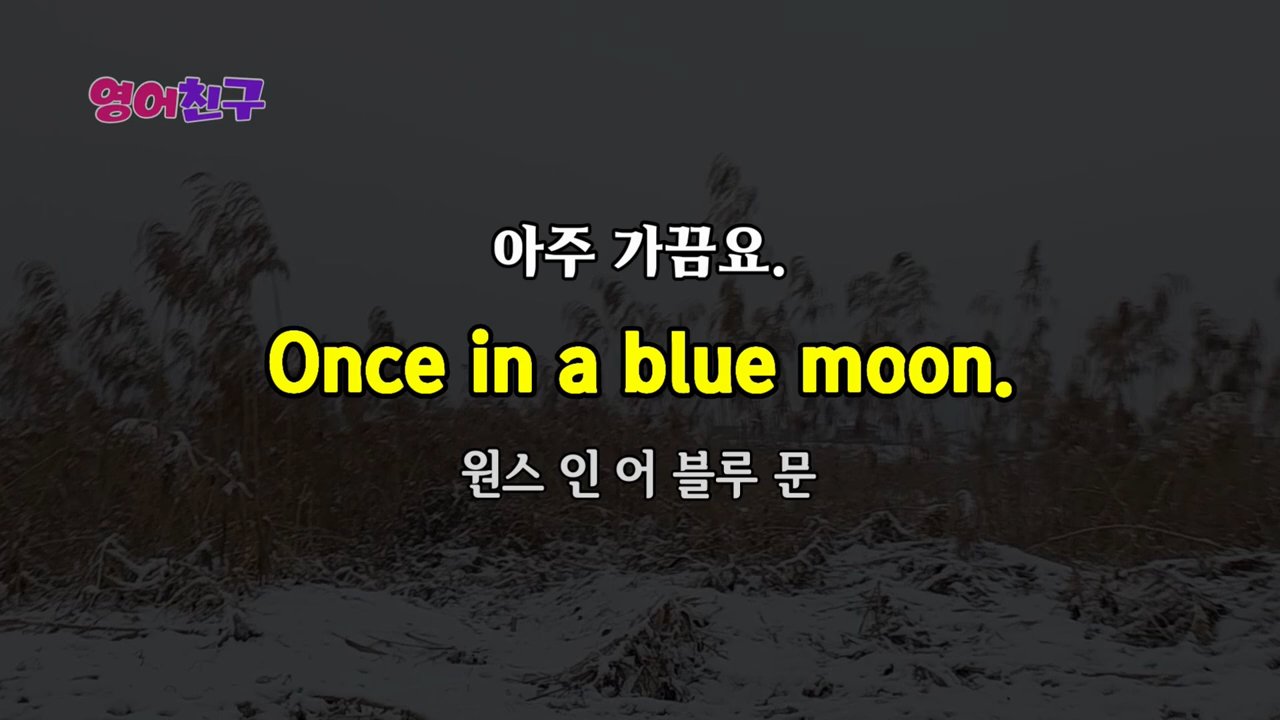 영어친구
아주 가끔요.
Once in a blue moon.
원스 인 어 블루 문